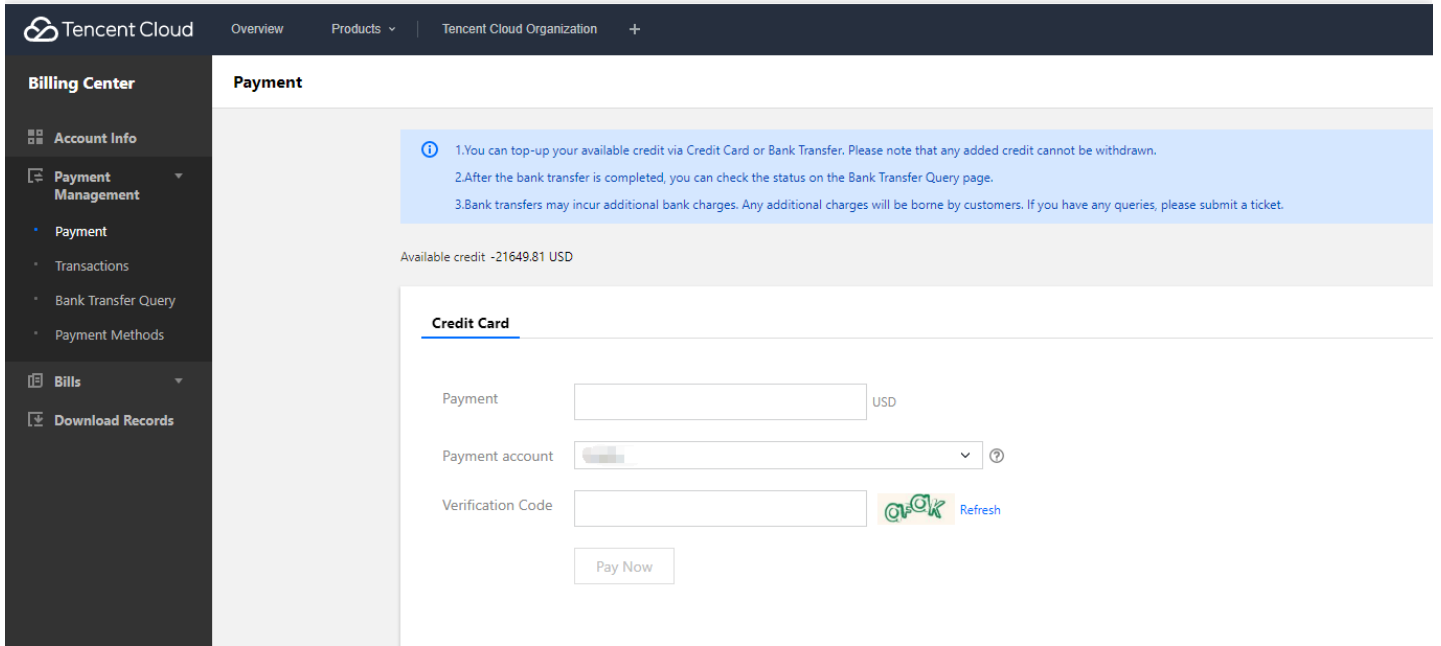 Tencent Cloud
Overview
Products
Tencent Cloud Organization
+
Billing Center
Payment
Account Info
Payment
Management
Payment
Transactions
Bank Transfer Query
Payment Methods
Bills
Download Records
1.You can top-up your available credit via Credit Card or Bank Transfer. Please note that any added credit cannot be withdrawn.
2.After the bank transfer is completed, you can check the status on the Bank Transfer Query page.
3.Bank transfers may incur additional bank charges. Any additional charges will be borne by customers. If you have any queries, please submit a ticket.
Available credit -21649.81 USD
Credit Card
Payment
USD
Payment account
Verification Code
Refresh
Pay Now